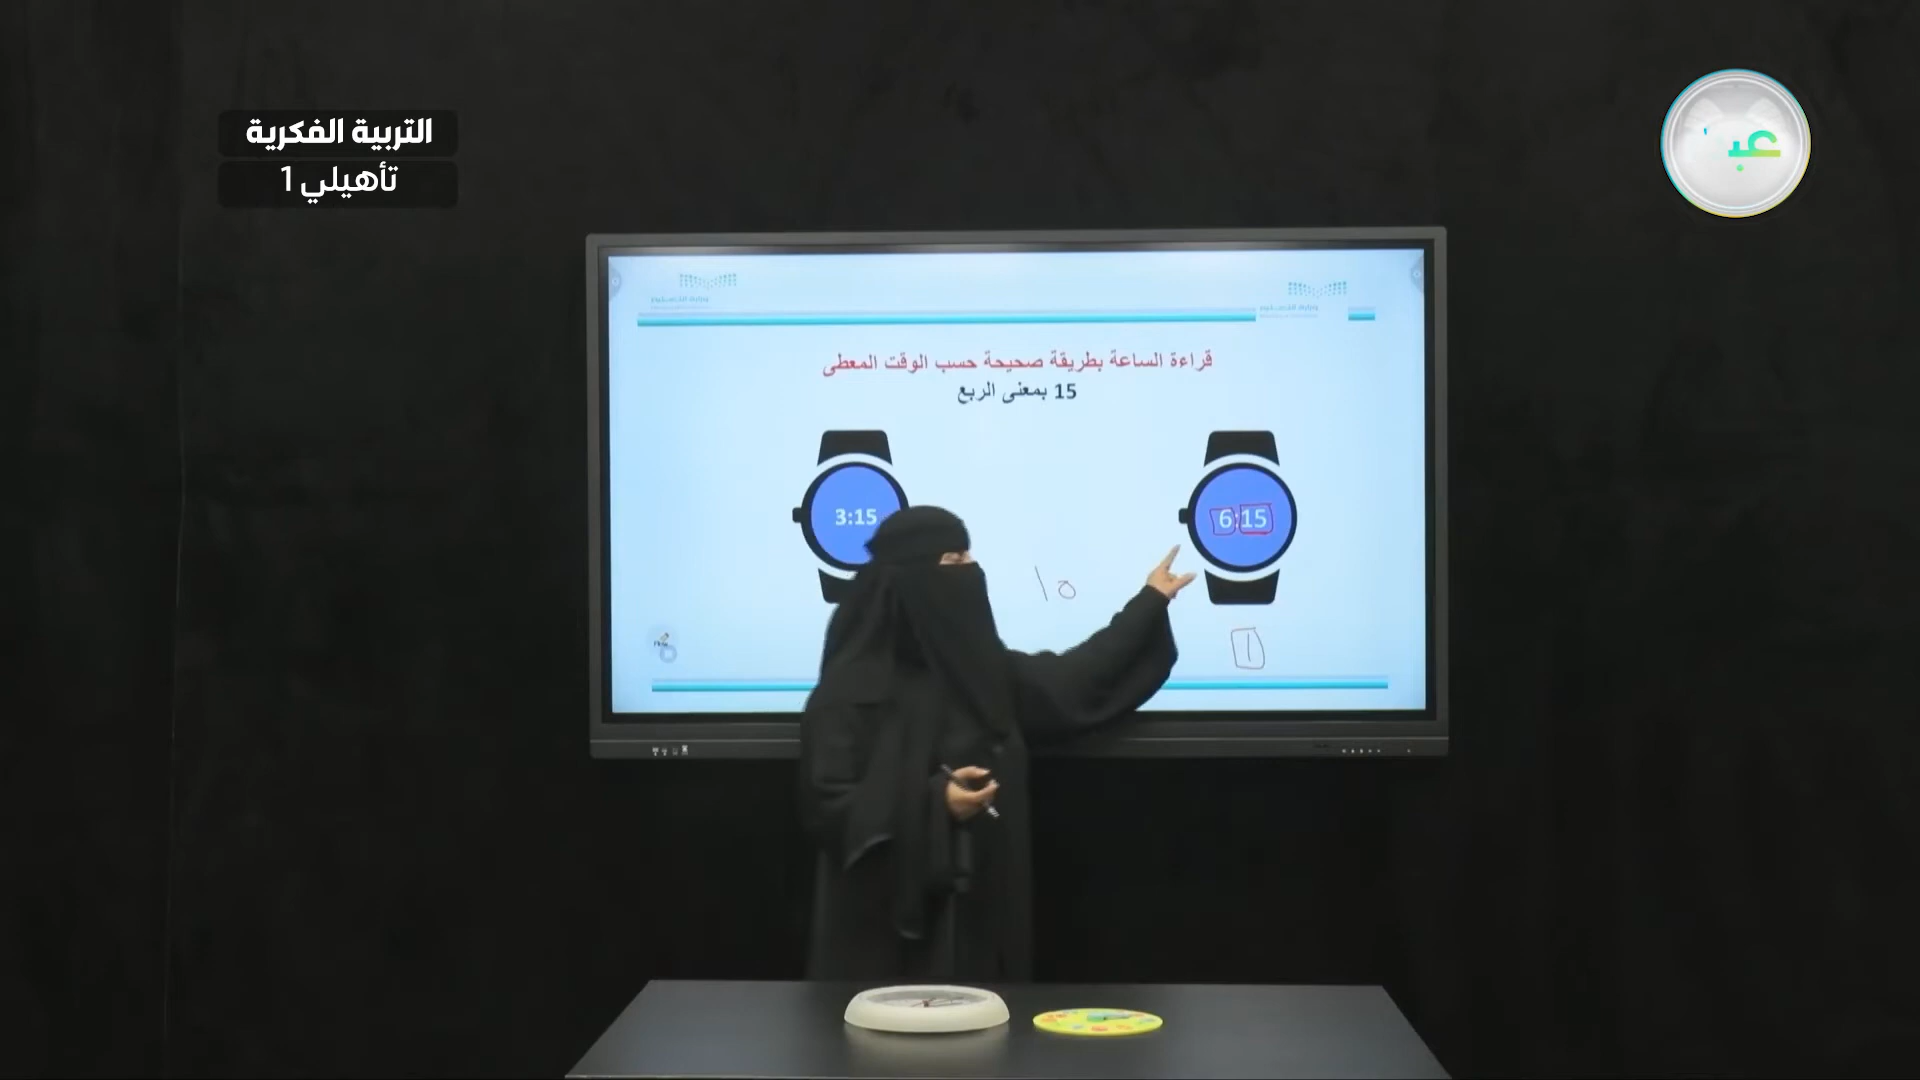 التربية الفكرية
تأهيلي 1
قراءة الساعة بطريقة صحيحة حسب الوقت المعطى
15 بمعنى الربع
3:15
6:15
١٥
١